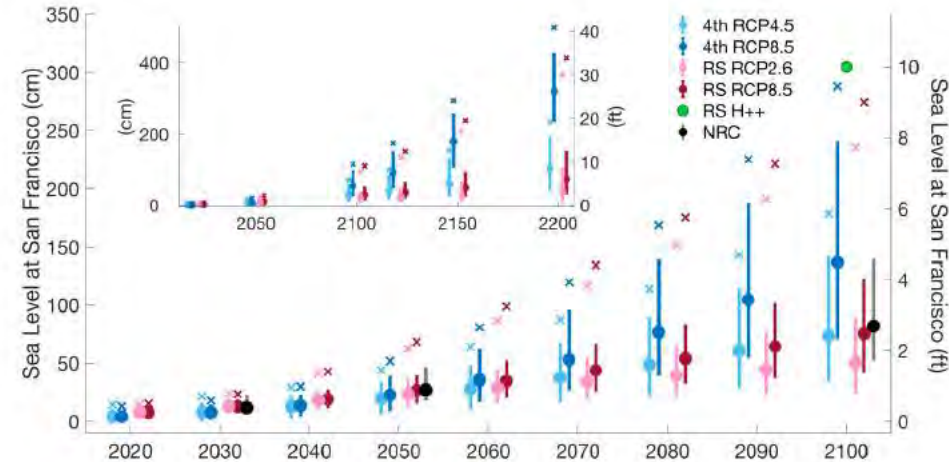 Sea Level at San Francisco (cm)
350
300
250
200
150
100
50
0
2020 2030 2040 2050 2060 2070 2080 2090 2100
(cm)
400
200
0
2050 2100 2150 2200
40
30
20
10
0
(ft)
4th RCP4.5
4th RCP8.5
RS RCP2.6
RS RCP8.5
RS H++
NRC
10
8
6
4
2
0
Sea Level at San Francisco (ft)